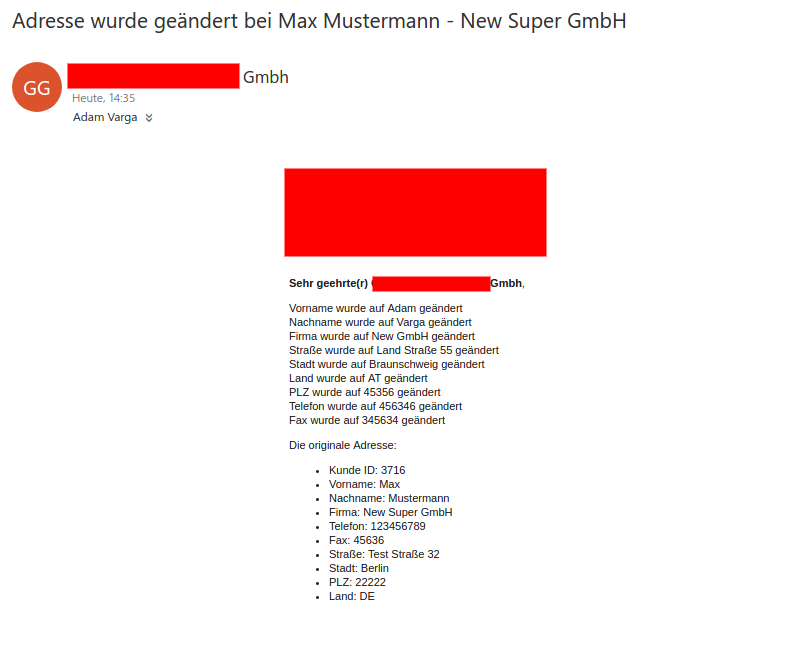 Adresse wurde geändert bei Max Mustermann - New Super GmbH
GG
Gmbh
Heute, 14:35
Adam Varga
Sehr geehrte(r) Gmbh,
Vorname wurde auf Adam geändert
Nachname wurde auf Varga geändert
Firma wurde auf New GmbH geändert
Straße wurde auf Land Straße 55 geändert
Stadt wurde auf Braunschweig geändert
Land wurde auf AT geändert
PLZ wurde auf 45356 geändert
Telefon wurde auf 456346 geändert
Fax wurde auf 345634 geändert
Die originale Adresse:
• Kunde ID: 3716
• Vorname: Max
• Nachname: Mustermann
• Firma: New Super GmbH
• Telefon: 123456789
• Fax: 45636
• Straße: Test Straße 32
• Stadt: Berlin
• PLZ: 22222
• Land: DE